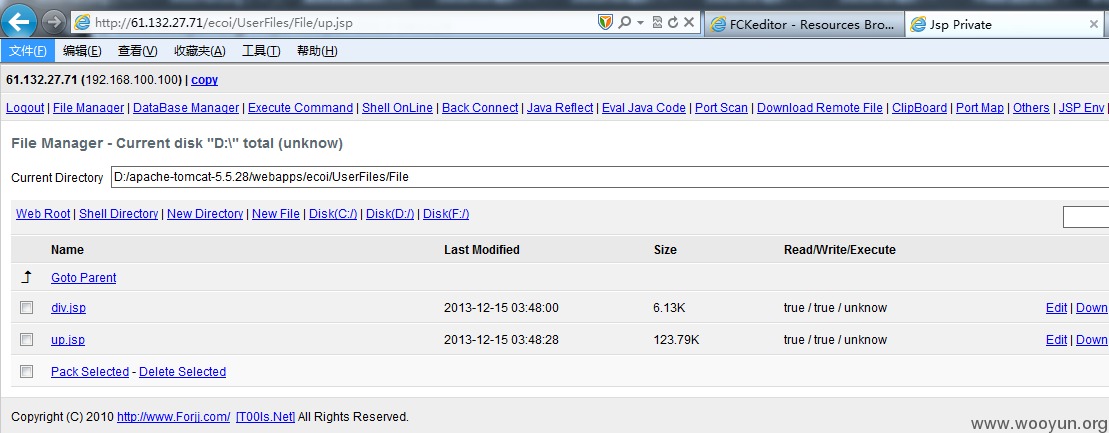 http://61.132.27.71/ecoi/UserFiles/File/up.jsp
FCKeditor - Resources Bro...
Jsp Private
文件(F) 编辑(E) 查看(V) 收藏夹(A) 工具(T) 帮助(H)
61.132.27.71 (192.168.100.100) | copy
Logout | File Manager | DataBase Manager | Execute Command | Shell OnLine | Back Connect | Java Reflect | Eval Java Code | Port Scan | Download Remote File | ClipBoard | Port Map | Others | JSP Env |
File Manager - Current disk "D:\" total (unknow)
Current Directory D:/apache-tomcat-5.5.28/webapps/ecoi/UserFiles/File
Web Root | Shell Directory | New Directory | New File | Disk(C:/) | Disk(D:/) | Disk(F:/)
Name Last Modified Size Read/Write/Execute
Goto Parent
div.jsp 2013-12-15 03:48:00 6.13K true / true / unknow Edit | Down
up.jsp 2013-12-15 03:48:28 123.79K true / true / unknow Edit | Down
Pack Selected - Delete Selected
Copyright (C) 2010 http://www.Forjj.com/ [T00ls.Net] All Rights Reserved.
www.wooyun.org